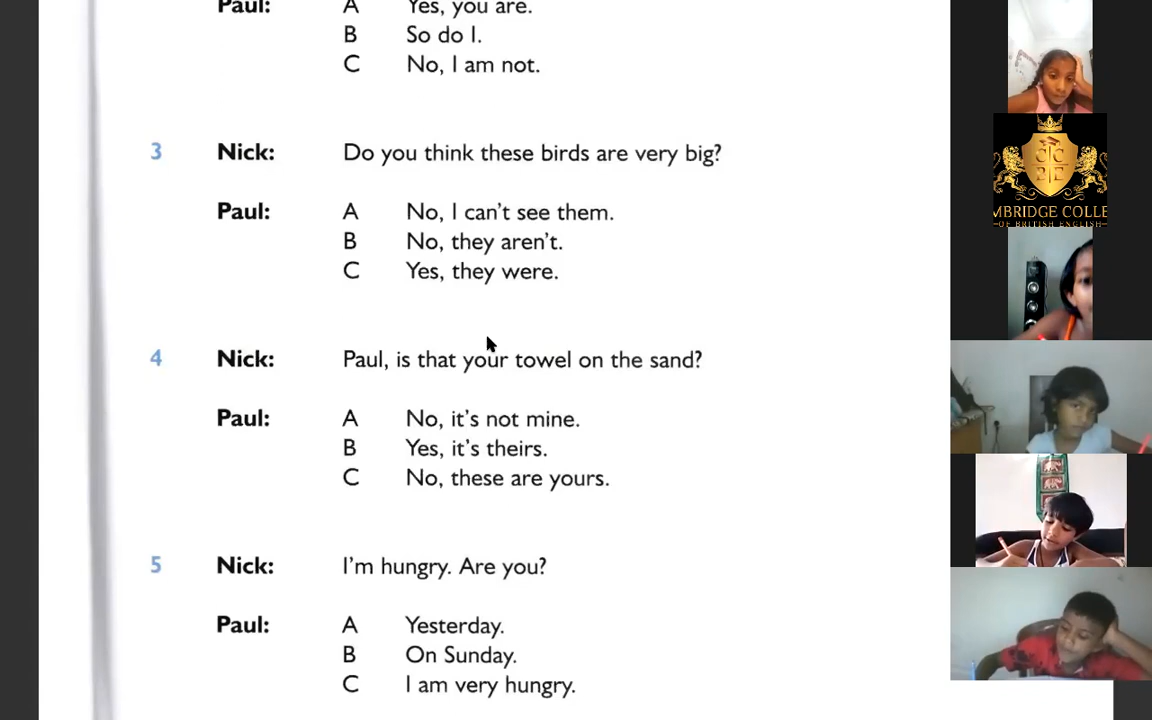 Paul: A Yes, you are.
B So do I.
C No, I am not.
3 Nick: Do you think these birds are very big?
Paul: A No, I can't see them.
B No, they aren't.
C Yes, they were.
4 Nick: Paul, is that your towel on the sand?
Paul: A No, it's not mine.
B Yes, it's theirs.
C No, these are yours.
5 Nick: I'm hungry. Are you?
Paul: A Yesterday.
B On Sunday.
C I am very hungry.
MBRIDGE COLLE
OF BRITISH ENGLISH